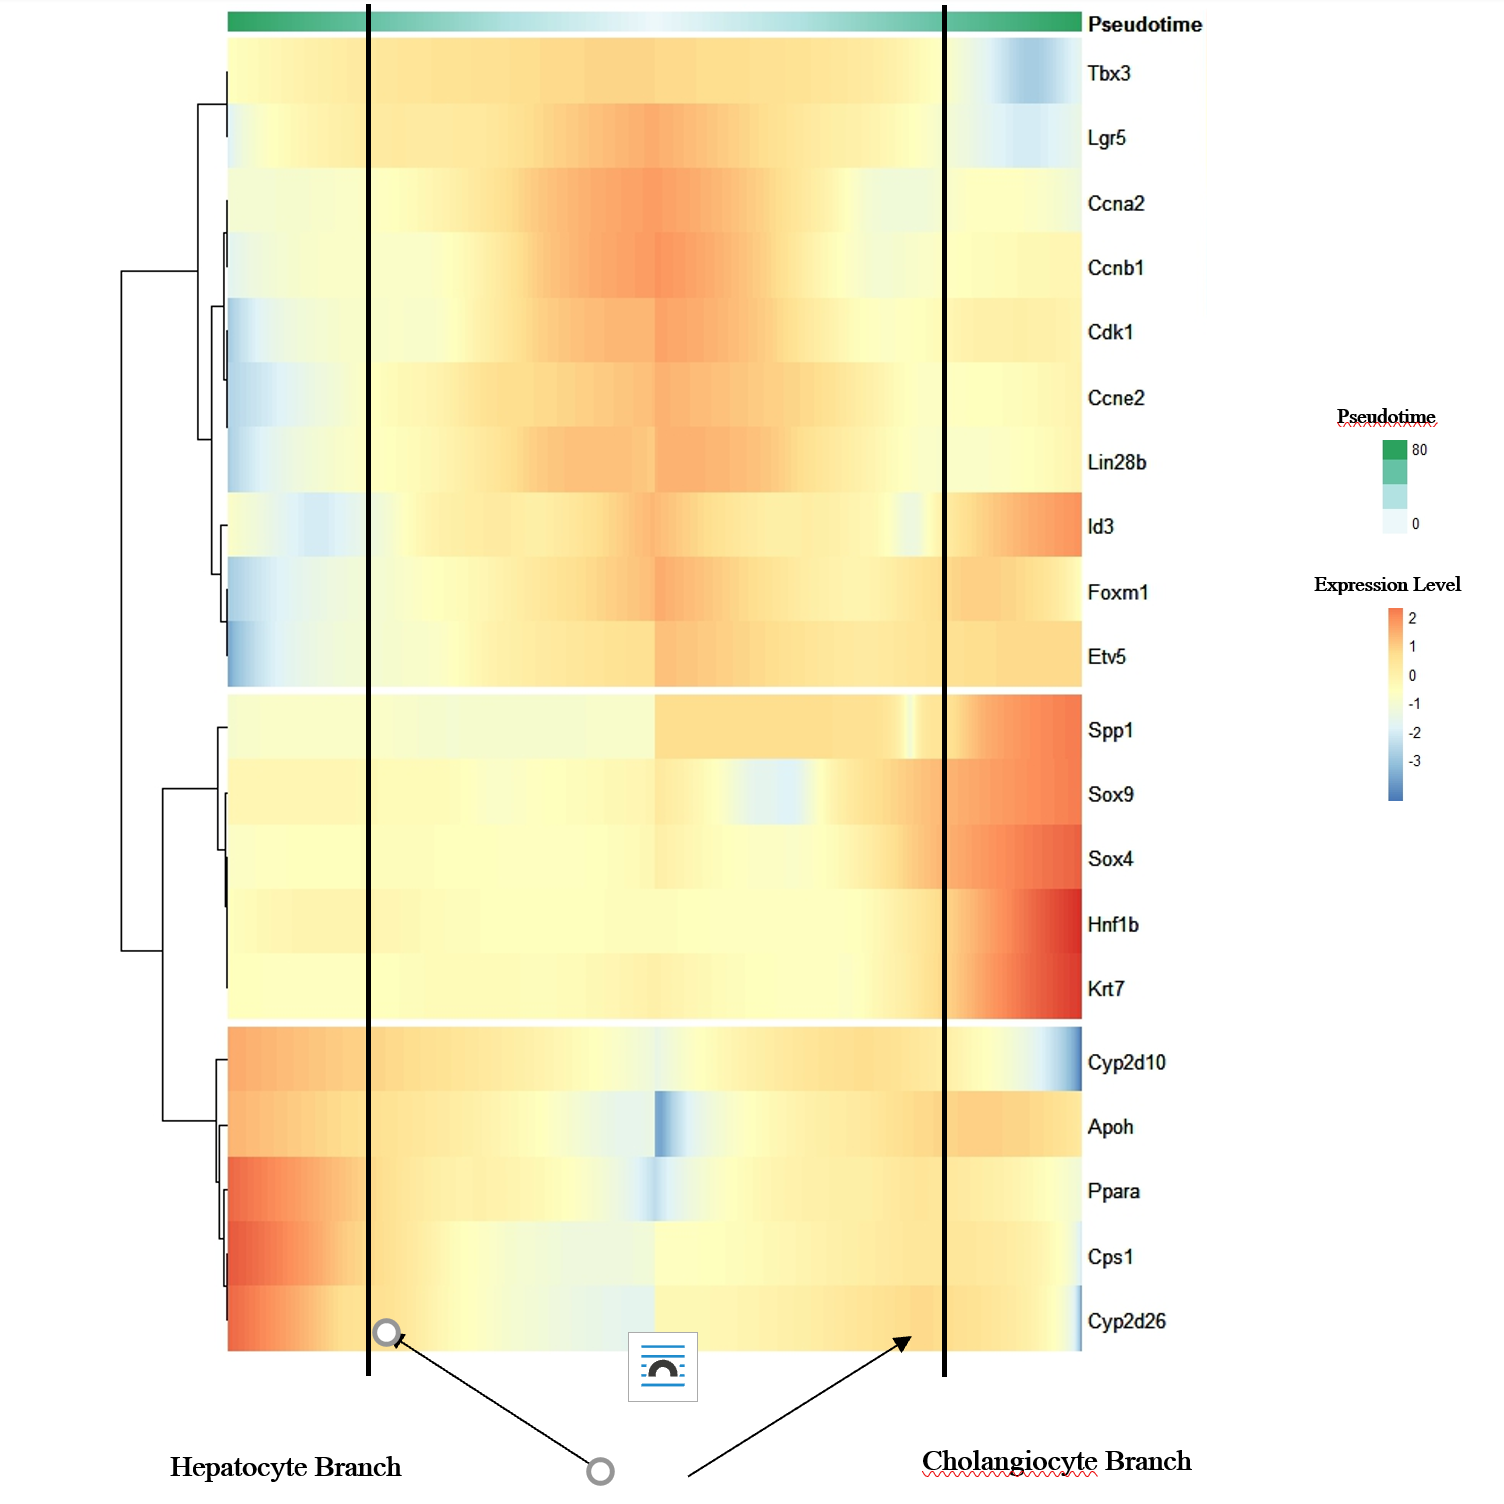 Pseudotime
Tbx3
Lgr5
Ccna2
Ccnb1
Cdk1
Ccne2
Lin28b
Id3
Foxm1
Etv5
Spp1
Sox9
Sox4
Hnf1b
Krt7
Cyp2d10
Apoh
Ppara
Cps1
Cyp2d26
Pseudotime
80
0
Expression Level
2
1
0
-1
-2
-3
Hepatocyte Branch
Cholangiocyte Branch